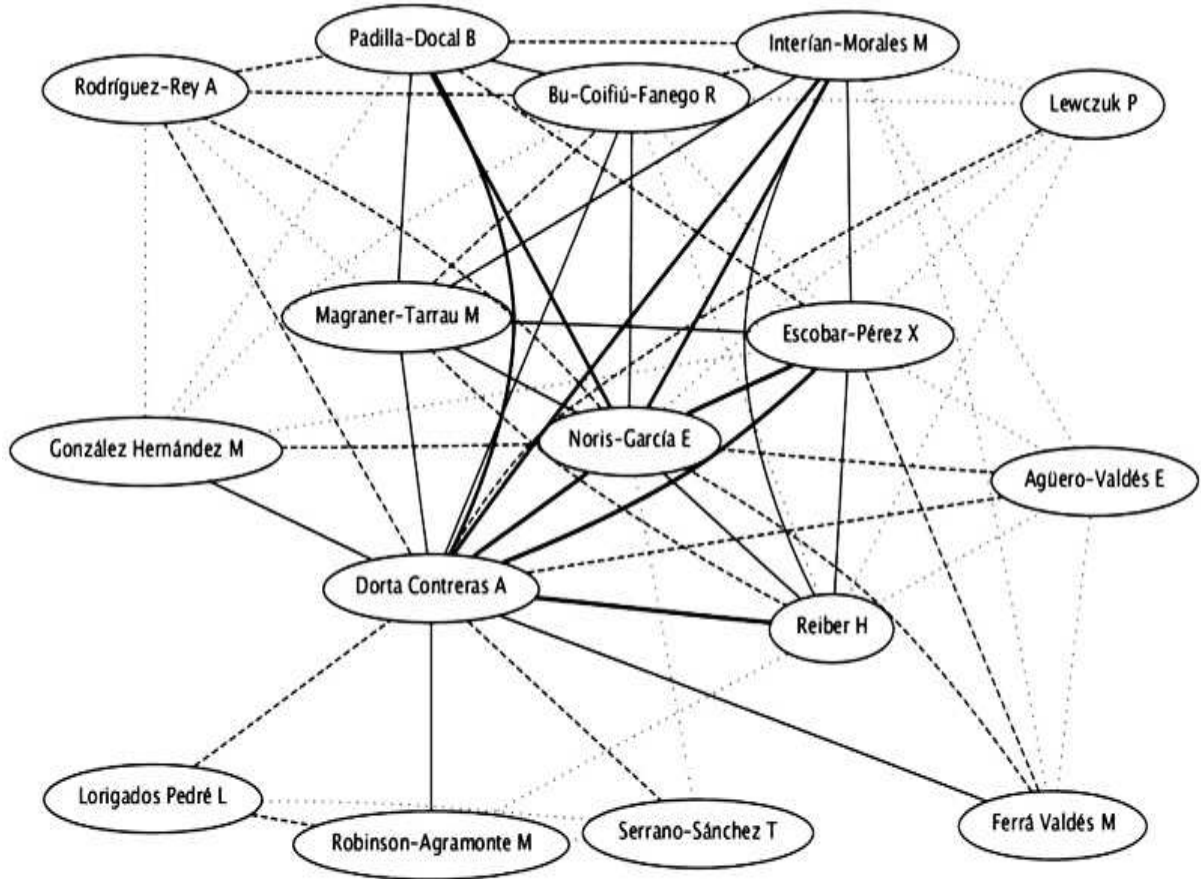 Padilla-Docal B
Interían-Morales M
Rodríguez-Rey A
Bu-Coifiú-Fanego R
Lewczuk P
Magraner-Tarrau M
Escobar-Pérez X
González Hernández M
Noris-García E
Agüero-Valdés E
Dorta Contreras A
Reiber H
Lorigados Pedré L
Robinson-Agramonte M
Serrano-Sánchez T
Ferrá Valdés M